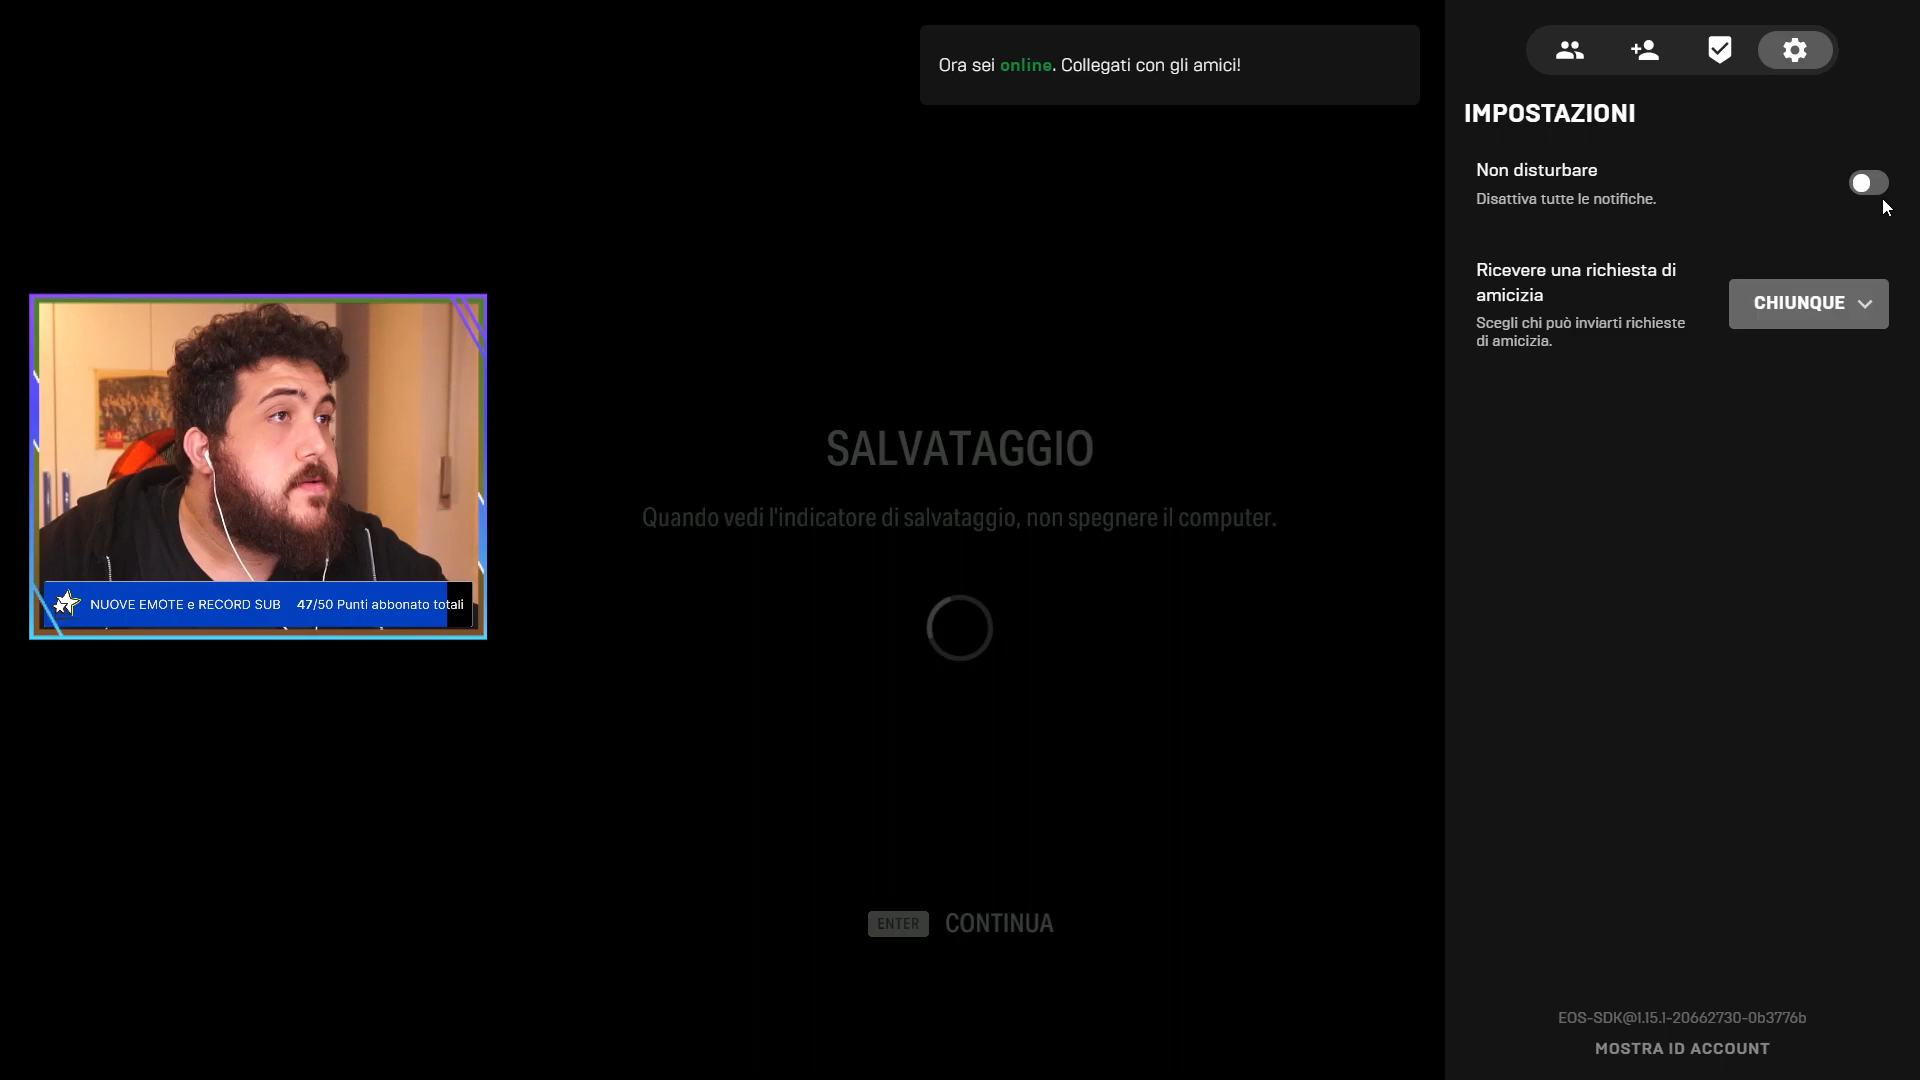 Ora sei online. Collegati con gli amici!
IMPOSTAZIONI
Non disturbare
Disattiva tutte le notifiche.
Ricevere una richiesta di
amicizia
Scegli chi può inviarti richieste
di amicizia.
CHIUNQUE
SALVATAGGIO
Quando vedi l'indicatore di salvataggio, non spegnere il computer.
NUOVE EMOTE e RECORD SUB 47/50 Punti abbonato totali
ENTER CONTINUA
EOS-SDK@1.15.1-20662730-0b3776b
MOSTRA ID ACCOUNT